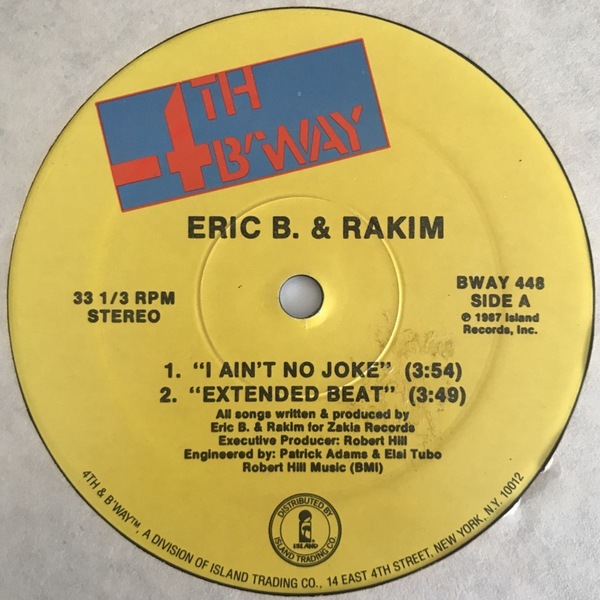 4TH
B'WAY
ERIC B. & RAKIM
33 1/3 RPM
STEREO
BWAY 448
SIDE A
℗ 1987 Island
Records, Inc.
1. “I AIN'T NO JOKE” (3:54)
2. “EXTENDED BEAT” (3:49)
All songs written & produced by
Eric B. & Rakim for Zakia Records
Executive Producer: Robert Hill
Engineered by: Patrick Adams & Elai Tubo
Robert Hill Music (BMI)
DISTRIBUTED BY
ISLAND
ISLAND TRADING CO.
4TH & B'WAY™, A DIVISION OF ISLAND TRADING CO., 14 EAST 4TH STREET, NEW YORK, N.Y. 10012